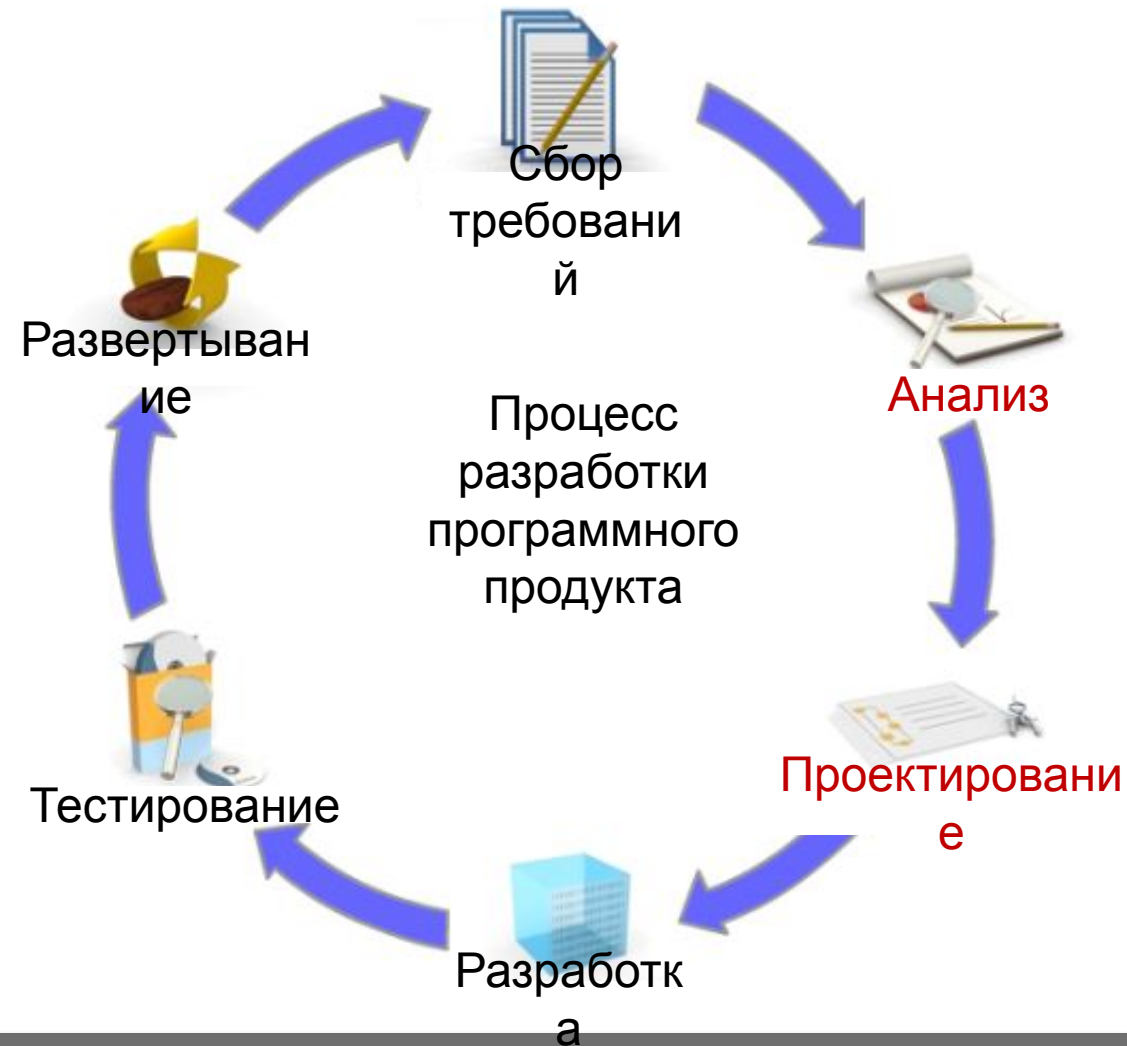 Сбор
требовани
й
Анализ
Проектировани
е
Разработк
а
Тестирование
Развертыван
ие
Процесс
разработки
программного
продукта